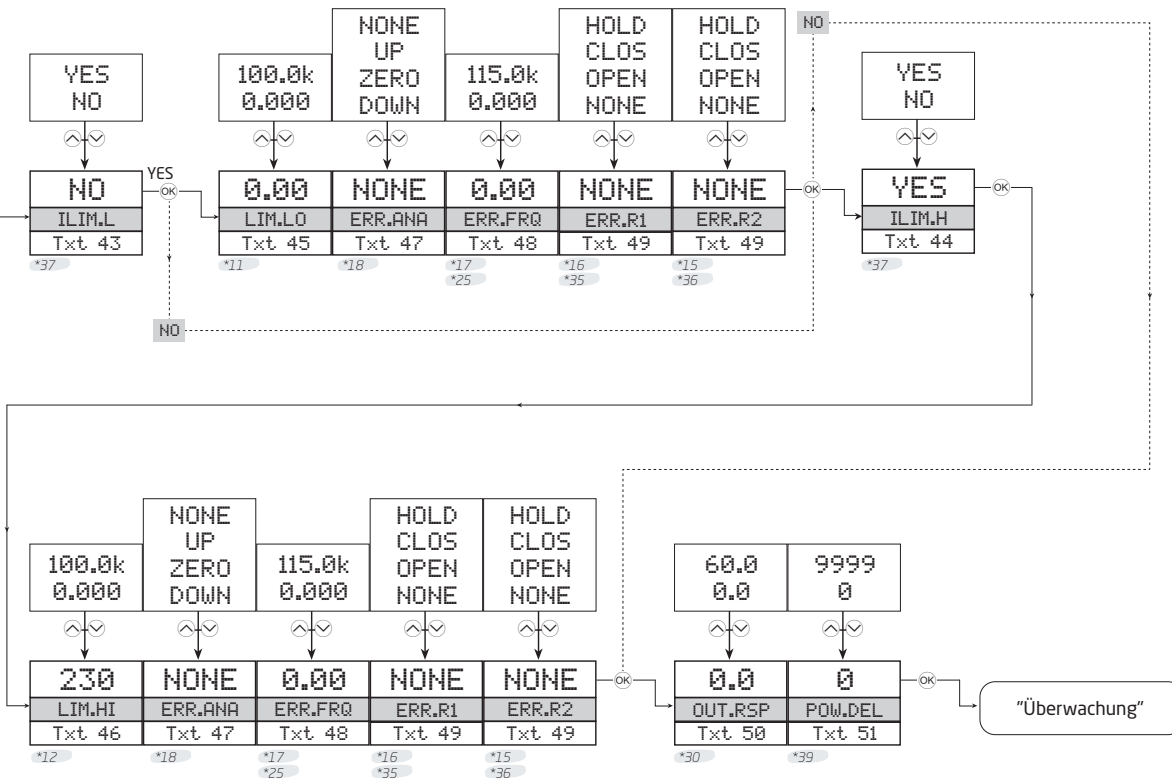 YES
NO
NO
ILIM.L
Txt 43
*37
YES
OK
NO
100.0k
0.000
0.00
LIM.LO
Txt 45
*11
NONE
UP
ZERO
DOWN
NONE
ERR.ANA
Txt 47
*18
115.0k
0.000
0.00
ERR.FRQ
Txt 48
*17
*25
HOLD
CLOS
OPEN
NONE
NONE
ERR.R1
Txt 49
*16
*35
HOLD
CLOS
OPEN
NONE
NONE
ERR.R2
Txt 49
*15
*36
OK
NO
YES
NO
YES
ILIM.H
Txt 44
*37
OK
100.0k
0.000
230
LIM.HI
Txt 46
*12
NONE
UP
ZERO
DOWN
NONE
ERR.ANA
Txt 47
*18
115.0k
0.000
0.00
ERR.FRQ
Txt 48
*17
*25
HOLD
CLOS
OPEN
NONE
NONE
ERR.R1
Txt 49
*16
*35
HOLD
CLOS
OPEN
NONE
NONE
ERR.R2
Txt 49
*15
*36
OK
60.0
0.0
0.0
OUT.RSP
Txt 50
*30
9999
0
0
POW.DEL
Txt 51
*39
OK
"Überwachung"